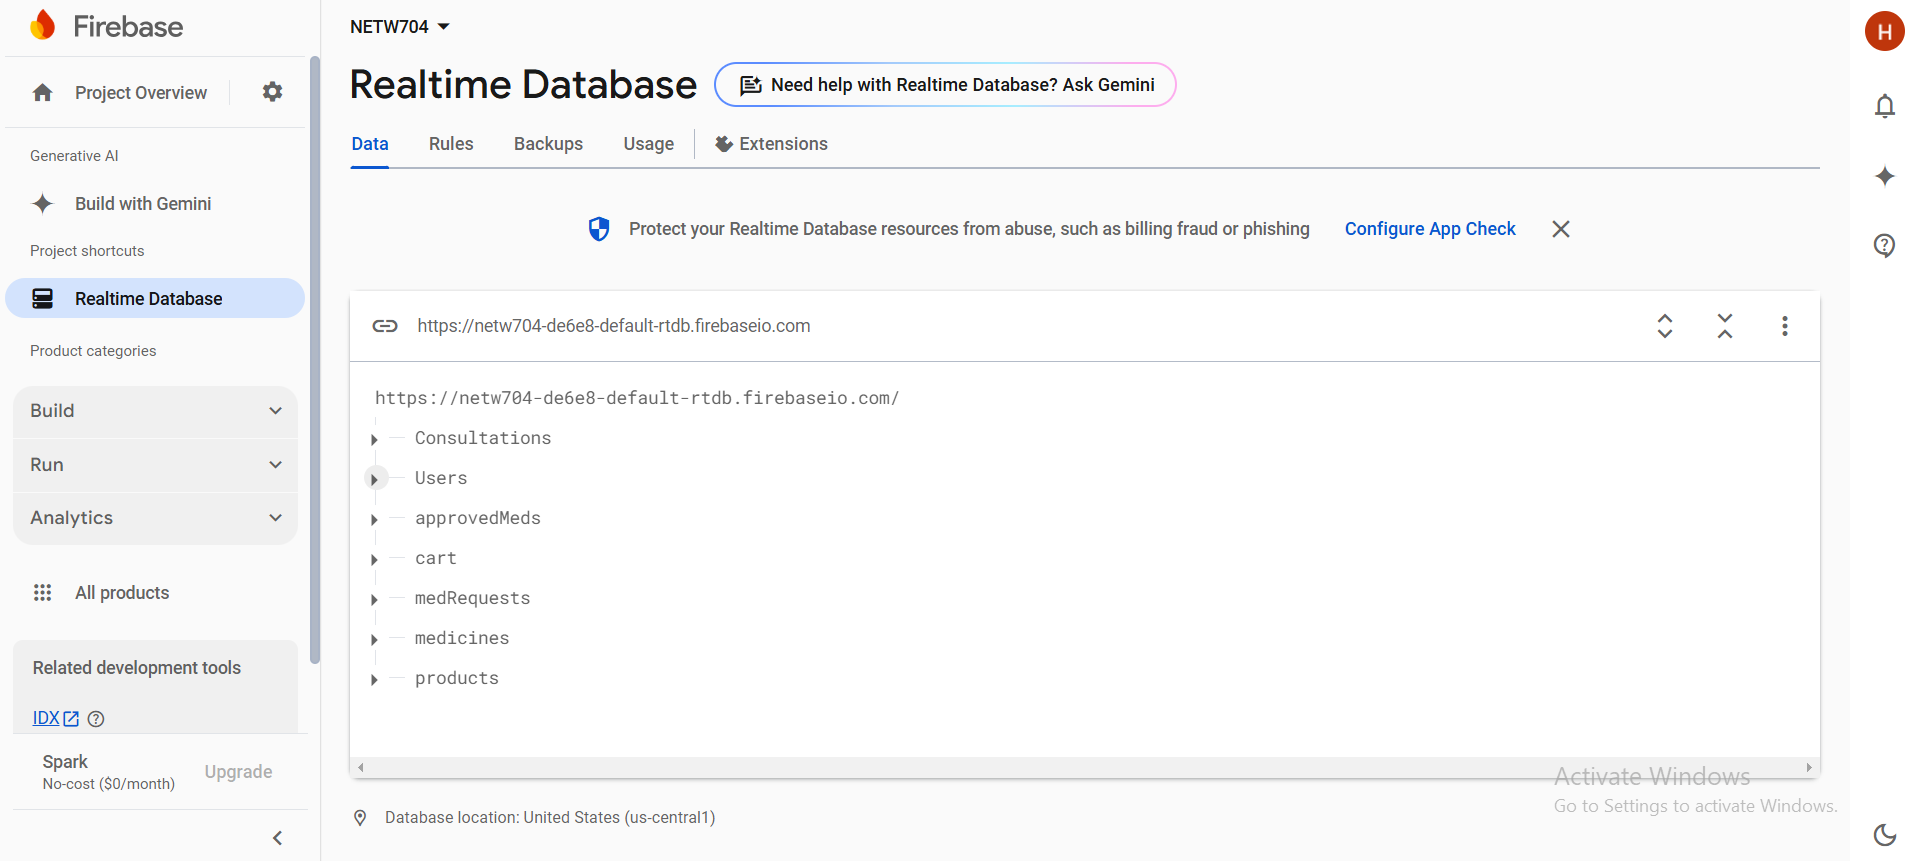 Firebase
Project Overview
Generative AI
Build with Gemini
Project shortcuts
Realtime Database
Product categories
Build
Run
Analytics
All products
Related development tools
IDX
Spark
No-cost ($0/month)
Upgrade
NETW704
Realtime Database
Need help with Realtime Database? Ask Gemini
Data Rules Backups Usage Extensions
Protect your Realtime Database resources from abuse, such as billing fraud or phishing Configure App Check
https://netw704-de6e8-default-rtdb.firebaseio.com
https://netw704-de6e8-default-rtdb.firebaseio.com/
Consultations
Users
approvedMeds
cart
medRequests
medicines
products
Database location: United States (us-central1)
H
Activate Windows
Go to Settings to activate Windows.